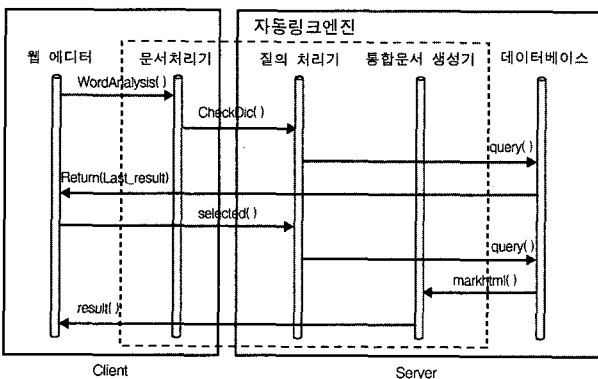 자동링크엔진
웹 에디터 문서처리기 질의 처리기 통합문서 생성기 데이터베이스
WordAnalysis( )
CheckDic( )
query( )
Return(Last_result)
selected( )
query( )
markhtml( )
result( )
Client Server